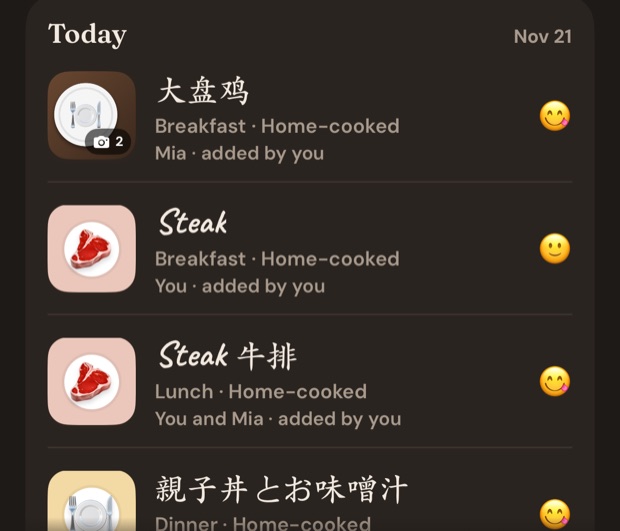 Today
Nov 21
大盘鸡
Breakfast · Home-cooked
Mia · added by you
2
Steak
Breakfast · Home-cooked
You · added by you
Steak 牛排
Lunch · Home-cooked
You and Mia · added by you
親子丼とお味噌汁
Dinner · Home-cooked